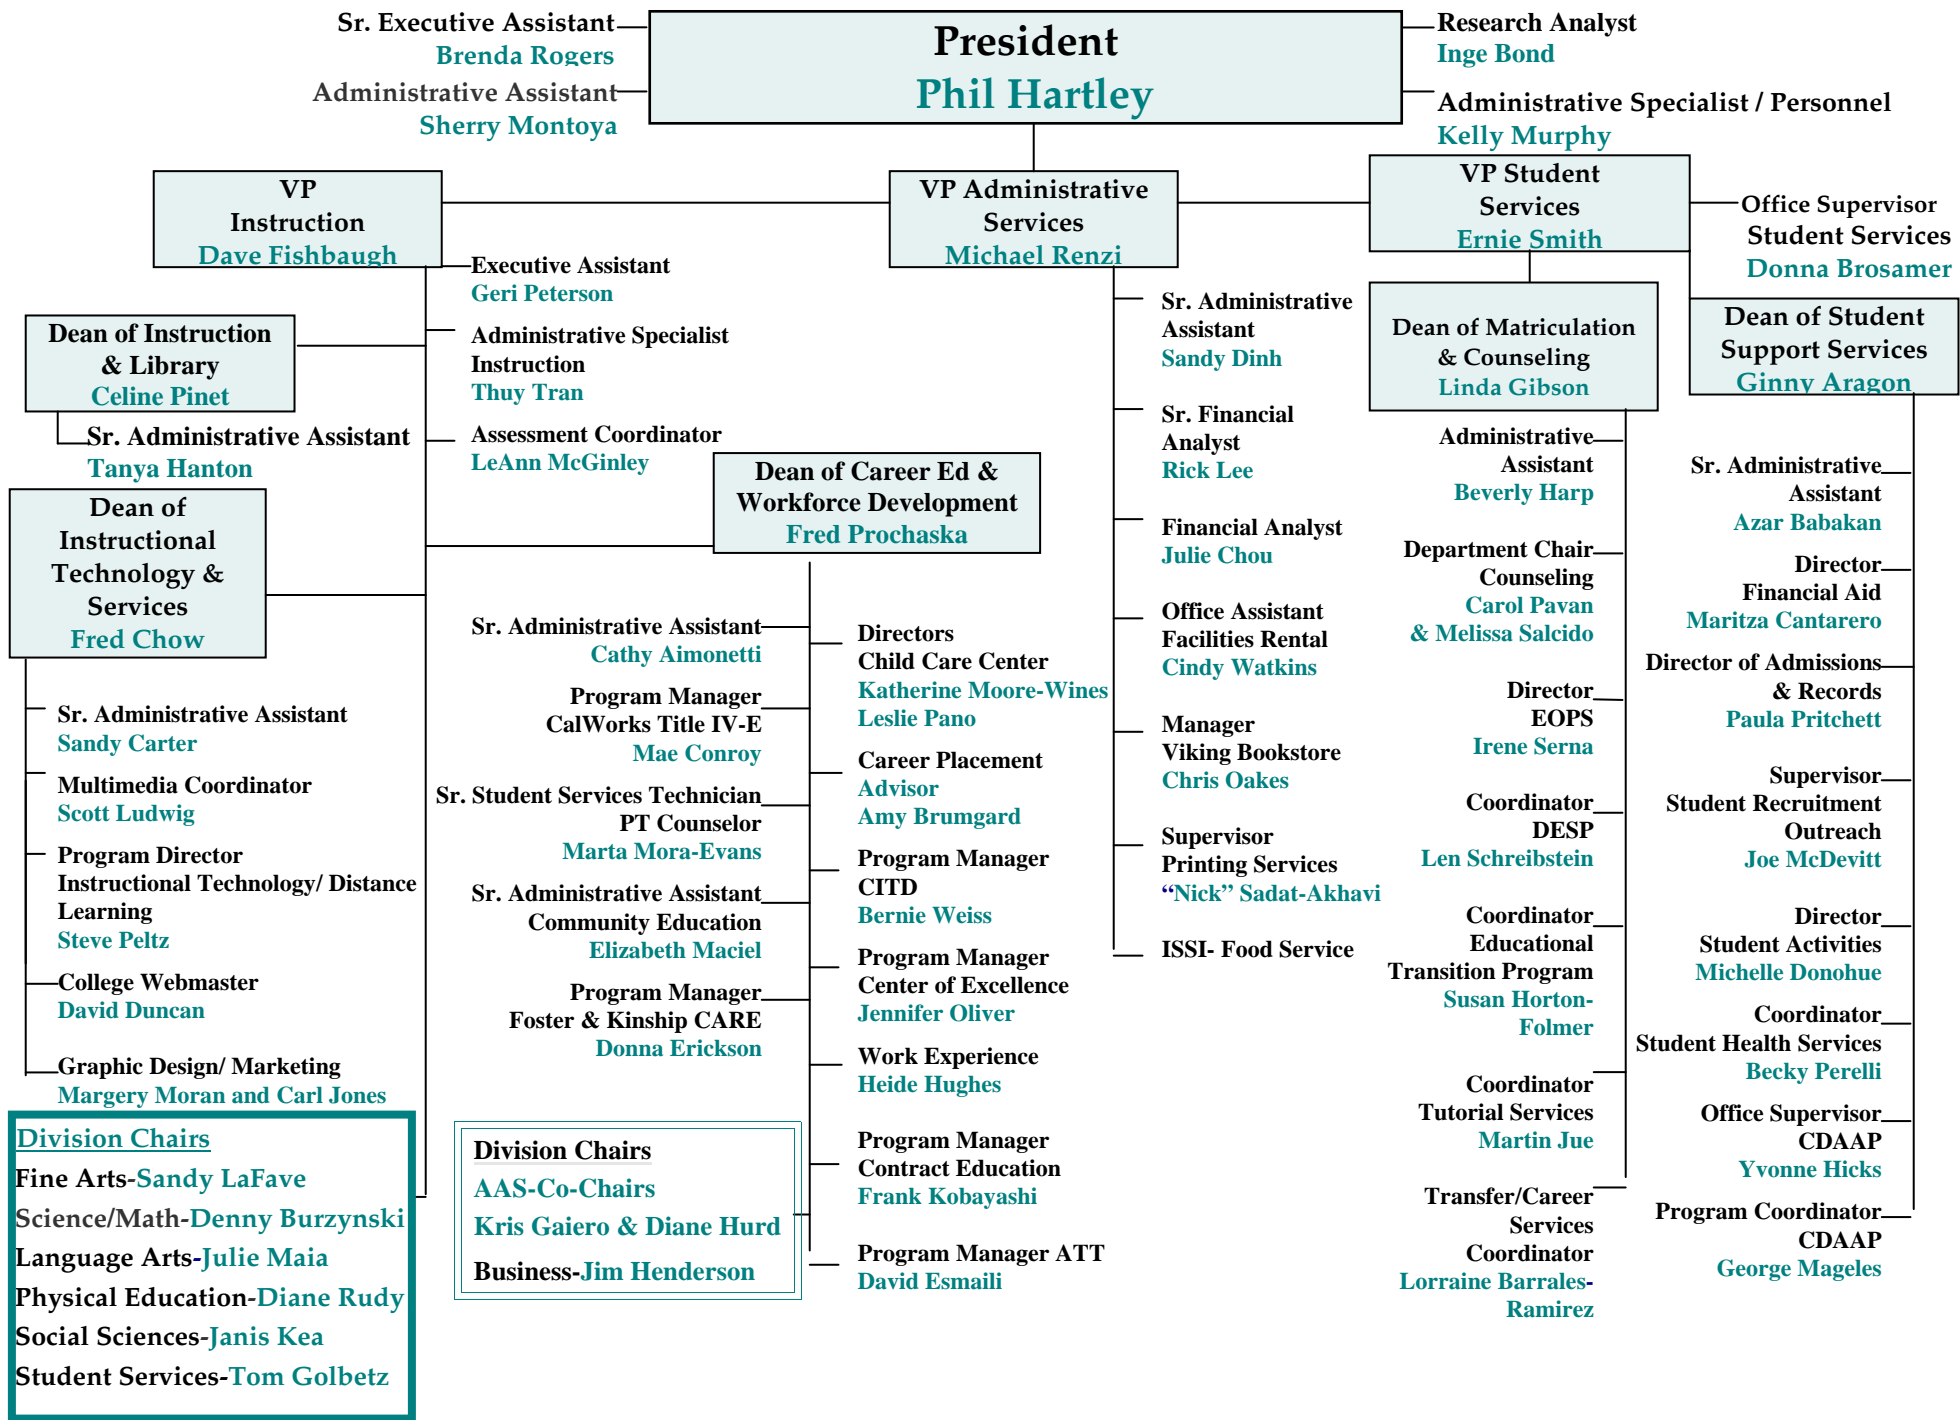 Sr. Executive Assistant
Brenda Rogers
Administrative Assistant
Sherry Montoya
President
Phil Hartley
Research Analyst
Inge Bond
Administrative Specialist / Personnel
Kelly Murphy
VP
Instruction
Dave Fishbaugh
VP Administrative
Services
Michael Renzi
VP Student
Services
Ernie Smith
Office Supervisor
Student Services
Donna Brosamer
Executive Assistant
Geri Peterson
Administrative Specialist
Instruction
Thuy Tran
Assessment Coordinator
LeAnn McGinley
Dean of Instruction
& Library
Celine Pinet
Sr. Administrative Assistant
Tanya Hanton
Dean of
Instructional
Technology &
Services
Fred Chow
Sr. Administrative Assistant
Sandy Carter
Multimedia Coordinator
Scott Ludwig
Program Director
Instructional Technology/ Distance
Learning
Steve Peltz
College Webmaster
David Duncan
Graphic Design/ Marketing
Margery Moran and Carl Jones
Division Chairs
Fine Arts-Sandy LaFave
Science/Math-Denny Burzynski
Language Arts-Julie Maia
Physical Education-Diane Rudy
Social Sciences-Janis Kea
Student Services-Tom Golbetz
Dean of Career Ed &
Workforce Development
Fred Prochaska
Sr. Administrative Assistant
Cathy Aimonetti
Program Manager
CalWorks Title IV-E
Mae Conroy
Sr. Student Services Technician
PT Counselor
Marta Mora-Evans
Sr. Administrative Assistant
Community Education
Elizabeth Maciel
Program Manager
Foster & Kinship CARE
Donna Erickson
Division Chairs
AAS-Co-Chairs
Kris Gaiero & Diane Hurd
Business-Jim Henderson
Directors
Child Care Center
Katherine Moore-Wines
Leslie Pano
Career Placement
Advisor
Amy Brumgard
Program Manager
CITD
Bernie Weiss
Program Manager
Center of Excellence
Jennifer Oliver
Work Experience
Heide Hughes
Program Manager
Contract Education
Frank Kobayashi
Program Manager ATT
David Esmaili
Sr. Administrative
Assistant
Sandy Dinh
Sr. Financial
Analyst
Rick Lee
Financial Analyst
Julie Chou
Office Assistant
Facilities Rental
Cindy Watkins
Manager
Viking Bookstore
Chris Oakes
Supervisor
Printing Services
“Nick” Sadat-Akhavi
ISSI- Food Service
Dean of Matriculation
& Counseling
Linda Gibson
Administrative
Assistant
Beverly Harp
Department Chair
Counseling
Carol Pavan
& Melissa Salcido
Director
EOPS
Irene Serna
Coordinator
DESP
Len Schreibstein
Coordinator
Educational
Transition Program
Susan Horton-
Folmer
Coordinator
Tutorial Services
Martin Jue
Transfer/Career
Services
Coordinator
Lorraine Barrales-
Ramirez
Dean of Student
Support Services
Ginny Aragon
Sr. Administrative
Assistant
Azar Babakan
Director
Financial Aid
Maritza Cantarero
Director of Admissions
& Records
Paula Pritchett
Supervisor
Student Recruitment
Outreach
Joe McDevitt
Director
Student Activities
Michelle Donohue
Coordinator
Student Health Services
Becky Perelli
Office Supervisor
CDAAP
Yvonne Hicks
Program Coordinator
CDAAP
George Mageles